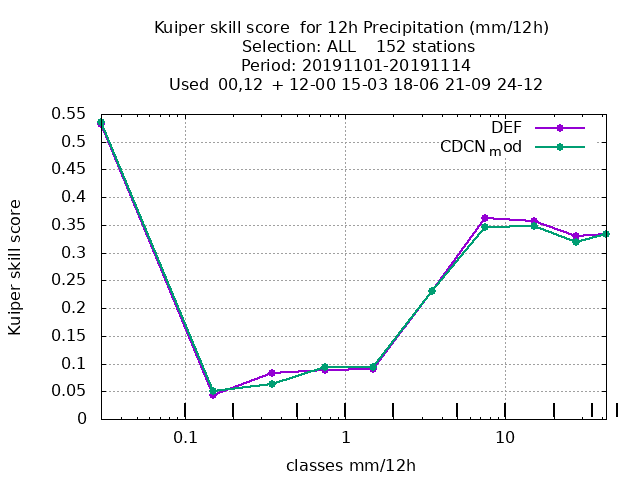 Kuiper skill score  for 12h Precipitation (mm/12h)
Selection: ALL    152 stations
Period: 20191101-20191114
Used  00,12  + 12-00 15-03 18-06 21-09 24-12
DEF
CDCN_mod
0.55
0.5
0.45
0.4
0.35
0.3
0.25
0.2
0.15
0.1
0.05
0
Kuiper skill score
0.1
1
10
classes mm/12h